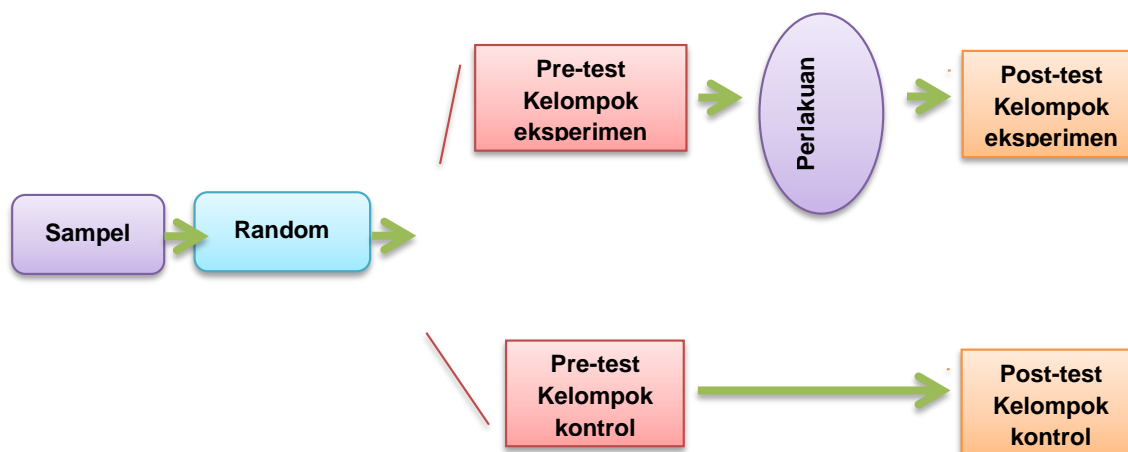 Sampel
Random
Pre-test
Kelompok
eksperimen
Perlakuan
Post-test
Kelompok
eksperimen
Pre-test
Kelompok
kontrol
Post-test
Kelompok
kontrol